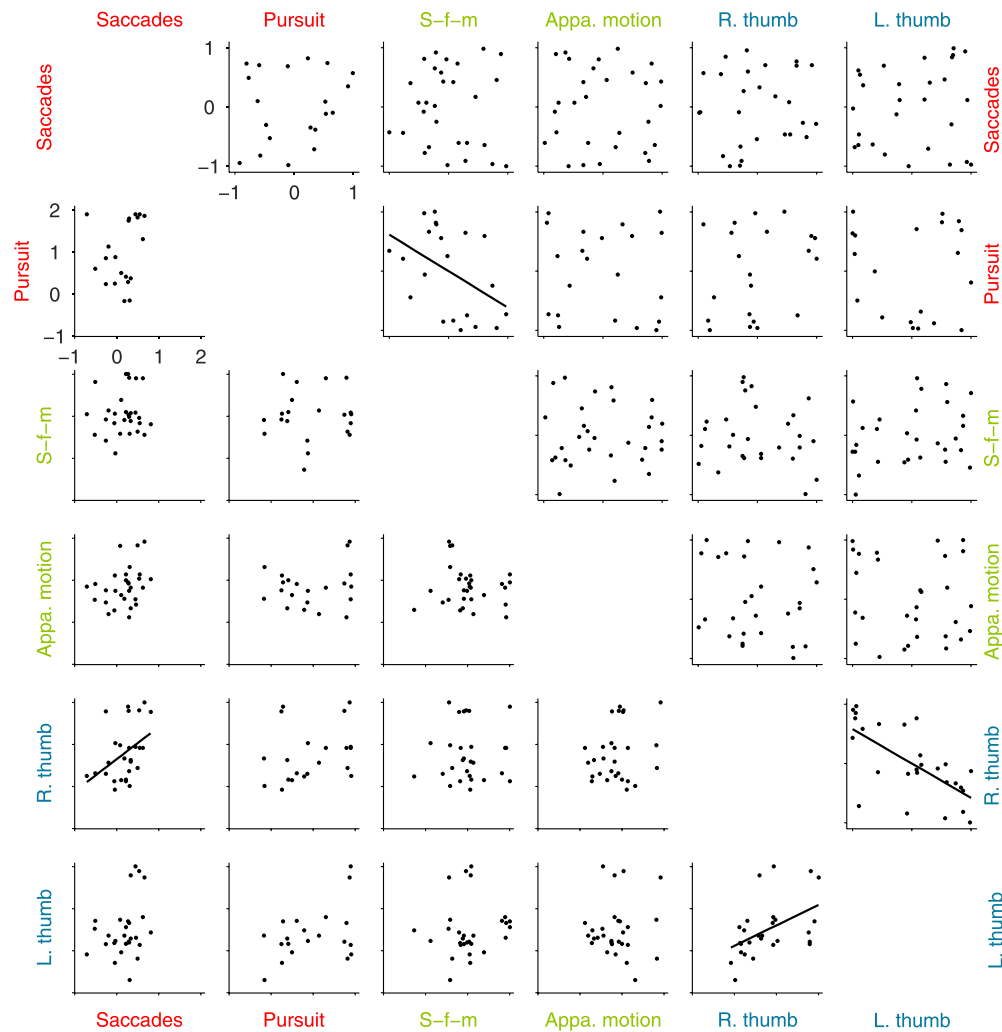 Saccades Pursuit S−f−m Appa. motion R. thumb L. thumb
Saccades
1
0
−1
−1 0 1
Saccades
Pursuit
2
1
0
−1
−1 0 1 2
Pursuit
S−f−m
S−f−m
Appa. motion
Appa. motion
R. thumb
R. thumb
L. thumb
L. thumb
Saccades Pursuit S−f−m Appa. motion R. thumb L. thumb